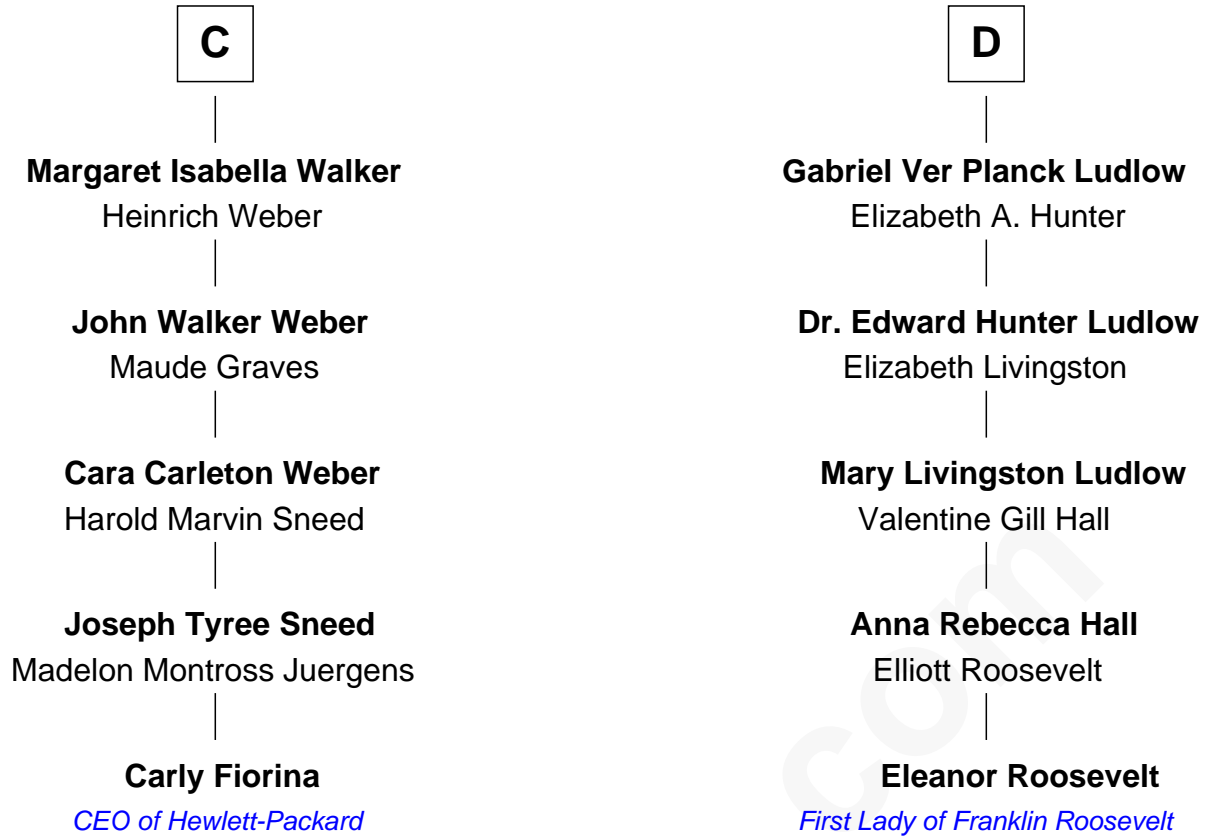 C
Margaret Isabella Walker
Heinrich Weber
John Walker Weber
Maude Graves
Cara Carleton Weber
Harold Marvin Sneed
Joseph Tyree Sneed
Madelon Montross Juergens
Carly Fiorina
CEO of Hewlett-Packard
D
Gabriel Ver Planck Ludlow
Elizabeth A. Hunter
Dr. Edward Hunter Ludlow
Elizabeth Livingston
Mary Livingston Ludlow
Valentine Gill Hall
Anna Rebecca Hall
Elliott Roosevelt
Eleanor Roosevelt
First Lady of Franklin Roosevelt
com